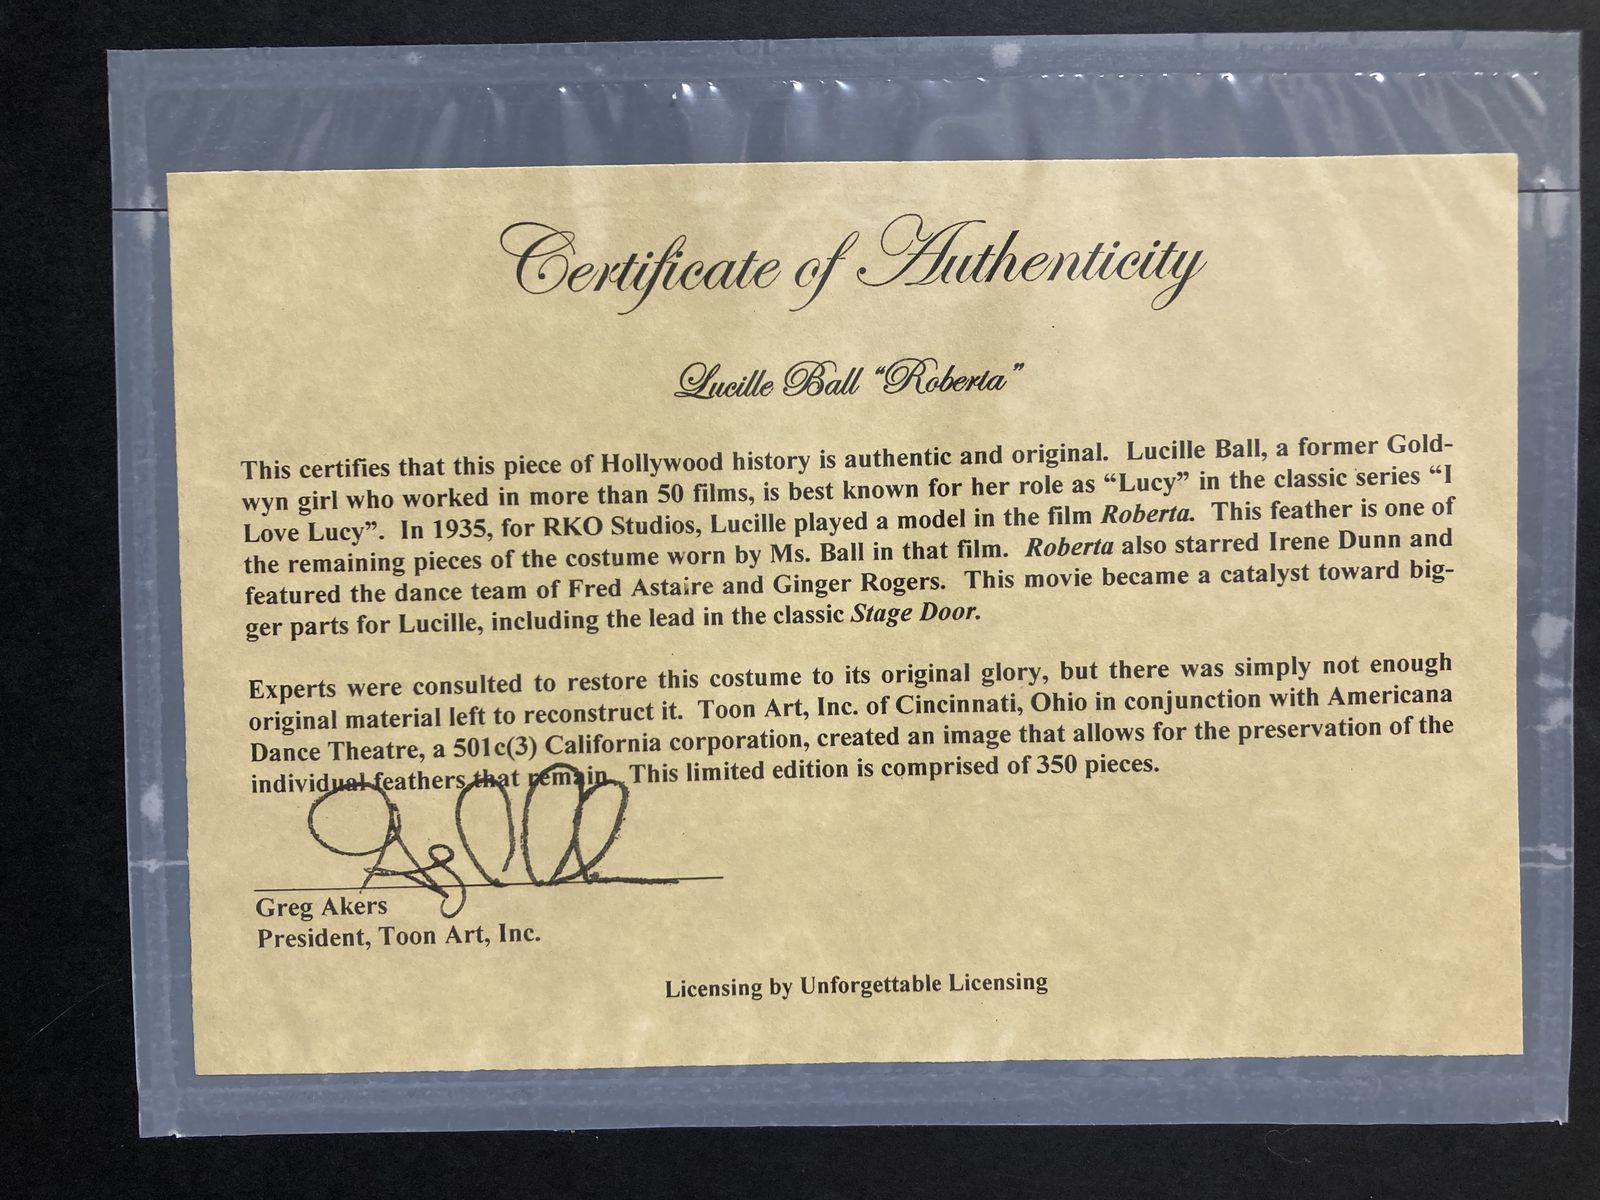 Certificate of Authenticity
Lucille Ball “Roberta”
This certifies that this piece of Hollywood history is authentic and original. Lucille Ball, a former Gold-
wyn girl who worked in more than 50 films, is best known for her role as “Lucy” in the classic series “I
Love Lucy”. In 1935, for RKO Studios, Lucille played a model in the film Roberta. This feather is one of
the remaining pieces of the costume worn by Ms. Ball in that film. Roberta also starred Irene Dunn and
featured the dance team of Fred Astaire and Ginger Rogers. This movie became a catalyst toward big-
ger parts for Lucille, including the lead in the classic Stage Door.
Experts were consulted to restore this costume to its original glory, but there was simply not enough
original material left to reconstruct it. Toon Art, Inc. of Cincinnati, Ohio in conjunction with Americana
Dance Theatre, a 501c(3) California corporation, created an image that allows for the preservation of the
individual feathers that remain. This limited edition is comprised of 350 pieces.
Greg Akers
President, Toon Art, Inc.
Licensing by Unforgettable Licensing